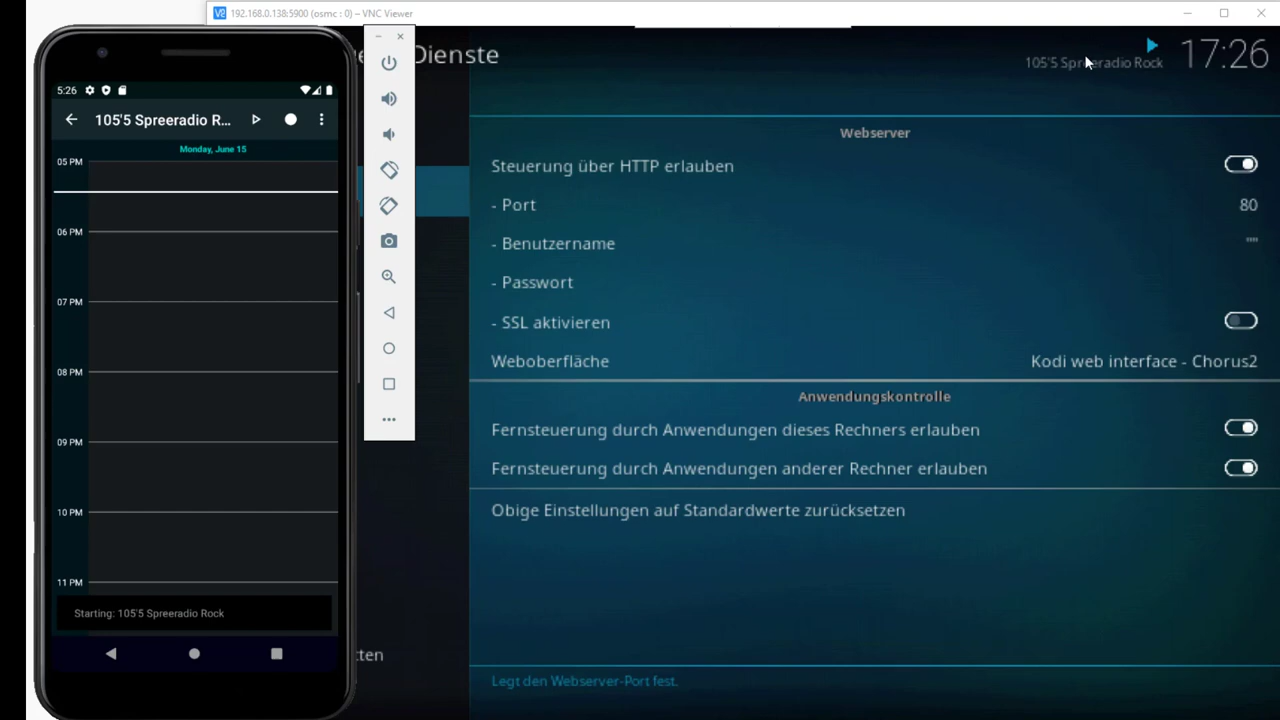 192.168.0.138:5900 (osmc : 0) – VNC Viewer
Dienste
105'5 Spreeradio Rock
17:26
5:26
105'5 Spreeradio R...
Monday, June 15
05 PM
06 PM
07 PM
08 PM
09 PM
10 PM
11 PM
Starting: 105'5 Spreeradio Rock
Webserver
Steuerung über HTTP erlauben
- Port 80
- Benutzername ""
- Passwort
- SSL aktivieren
Weboberfläche Kodi web interface - Chorus2
Anwendungskontrolle
Fernsteuerung durch Anwendungen dieses Rechners erlauben
Fernsteuerung durch Anwendungen anderer Rechner erlauben
Obige Einstellungen auf Standardwerte zurücksetzen
Legt den Webserver-Port fest.